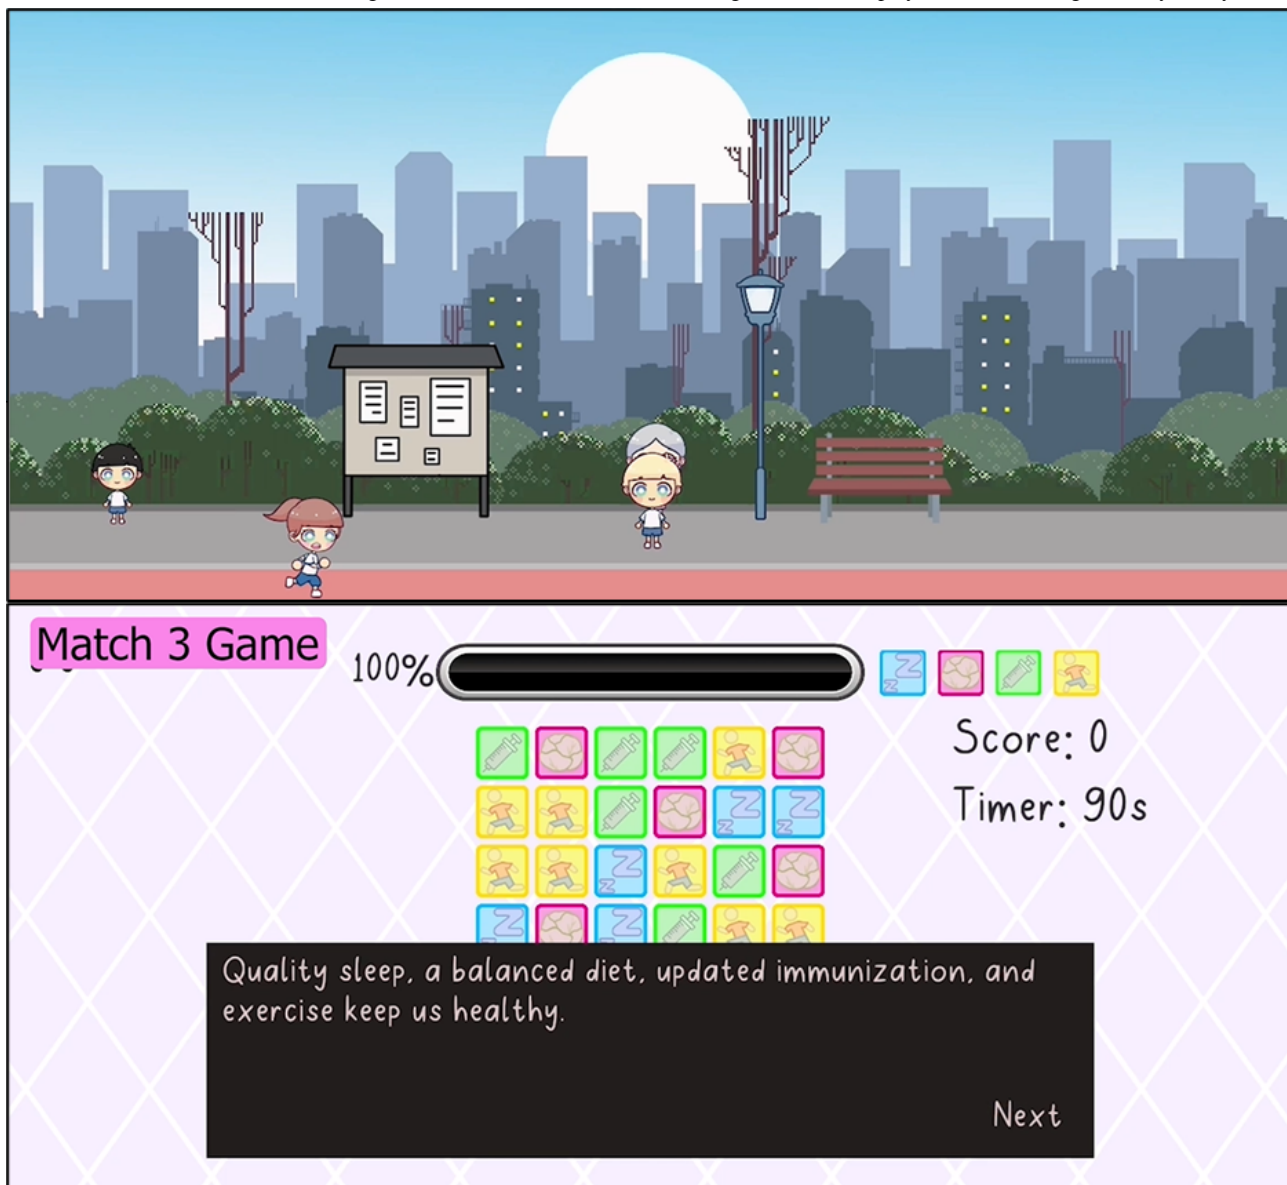 Match 3 Game
100%
Score: 0
Timer: 90s
Quality sleep, a balanced diet, updated immunization, and
exercise keep us healthy.
Next